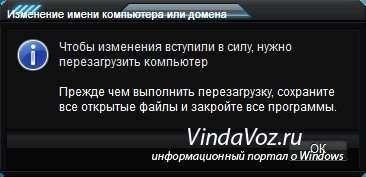 Изменение имени компьютера или домена
Чтобы изменения вступили в силу, нужно
перезагрузить компьютер
Прежде чем выполнить перезагрузку, сохраните
все открытые файлы и закройте все программы.
ОК
VindaVoz.ru
информационный портал о Windows